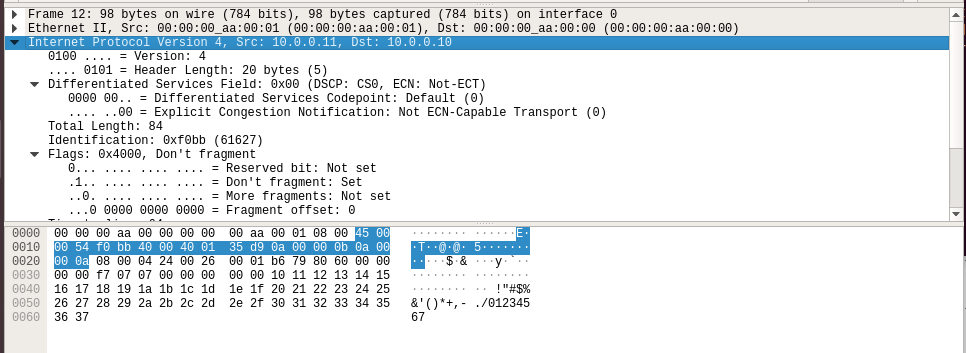 Frame 12: 98 bytes on wire (784 bits), 98 bytes captured (784 bits) on interface 0
Ethernet II, Src: 00:00:00_aa:00:01 (00:00:00:aa:00:01), Dst: 00:00:00_aa:00:00 (00:00:00:aa:00:00)
Internet Protocol Version 4, Src: 10.0.0.11, Dst: 10.0.0.10
0100 .... = Version: 4
.... 0101 = Header Length: 20 bytes (5)
Differentiated Services Field: 0x00 (DSCP: CS0, ECN: Not-ECT)
0000 00.. = Differentiated Services Codepoint: Default (0)
.... ..00 = Explicit Congestion Notification: Not ECN-Capable Transport (0)
Total Length: 84
Identification: 0xf0bb (61627)
Flags: 0x4000, Don't fragment
0... .... .... .... = Reserved bit: Not set
.1.. .... .... .... = Don't fragment: Set
..0. .... .... .... = More fragments: Not set
...0 0000 0000 0000 = Fragment offset: 0
0000 00 00 00 aa 00 00 00 00 00 aa 00 01 08 00 45 00 ········ ······E·
0010 00 54 f0 bb 40 00 40 01 35 d9 0a 00 00 0b 0a 00 ·T··@·@· 5·······
0020 00 0a 08 00 04 24 00 26 00 01 b6 79 80 60 00 00 ·····$·& ···y·`··
0030 00 00 f7 07 07 00 00 00 00 00 10 11 12 13 14 15 ········ ········
0040 16 17 18 19 1a 1b 1c 1d 1e 1f 20 21 22 23 24 25 ········ ·· !"#$%
0050 26 27 28 29 2a 2b 2c 2d 2e 2f 30 31 32 33 34 35 &'()*+,- ./012345
0060 36 37 67